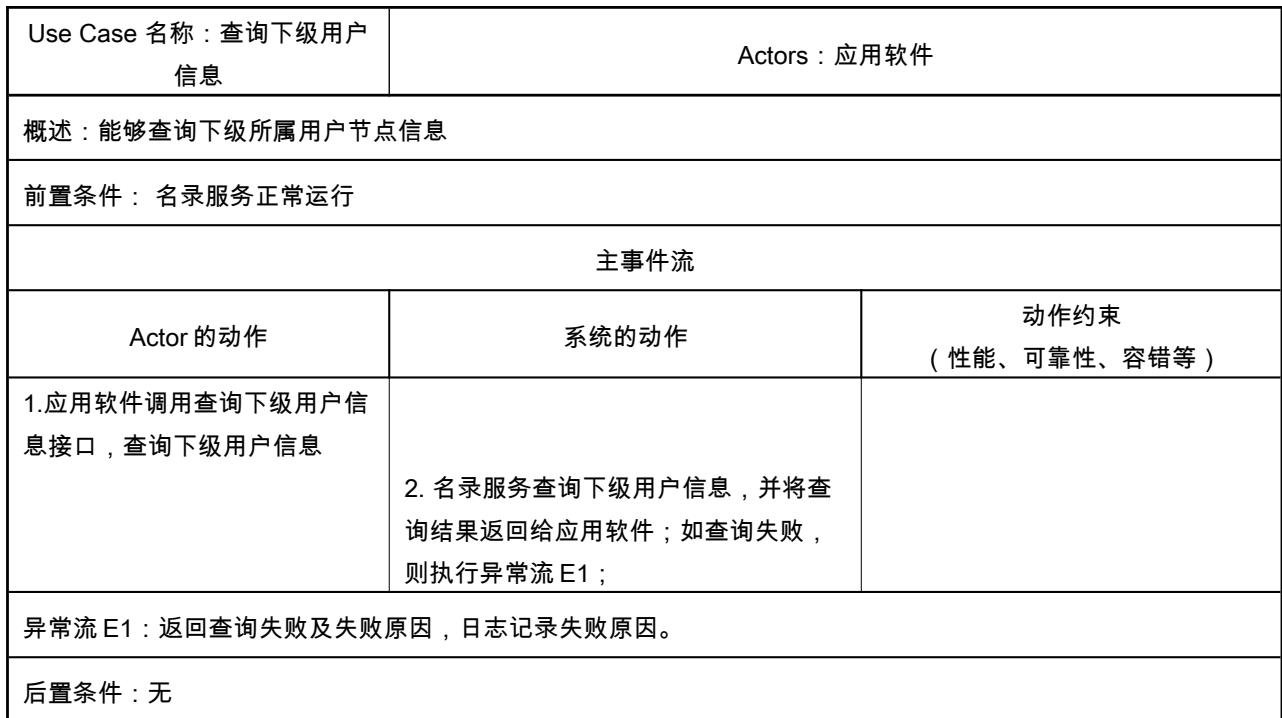 Use Case 名称：查询下级用户
信息
Actors：应用软件
概述：能够查询下级所属用户节点信息
前置条件： 名录服务正常运行
主事件流
Actor 的动作
系统的动作
动作约束
（性能、可靠性、容错等）
1.应用软件调用查询下级用户信
息接口，查询下级用户信息
2. 名录服务查询下级用户信息，并将查
询结果返回给应用软件；如查询失败，
则执行异常流 E1；
异常流 E1：返回查询失败及失败原因，日志记录失败原因。
后置条件：无